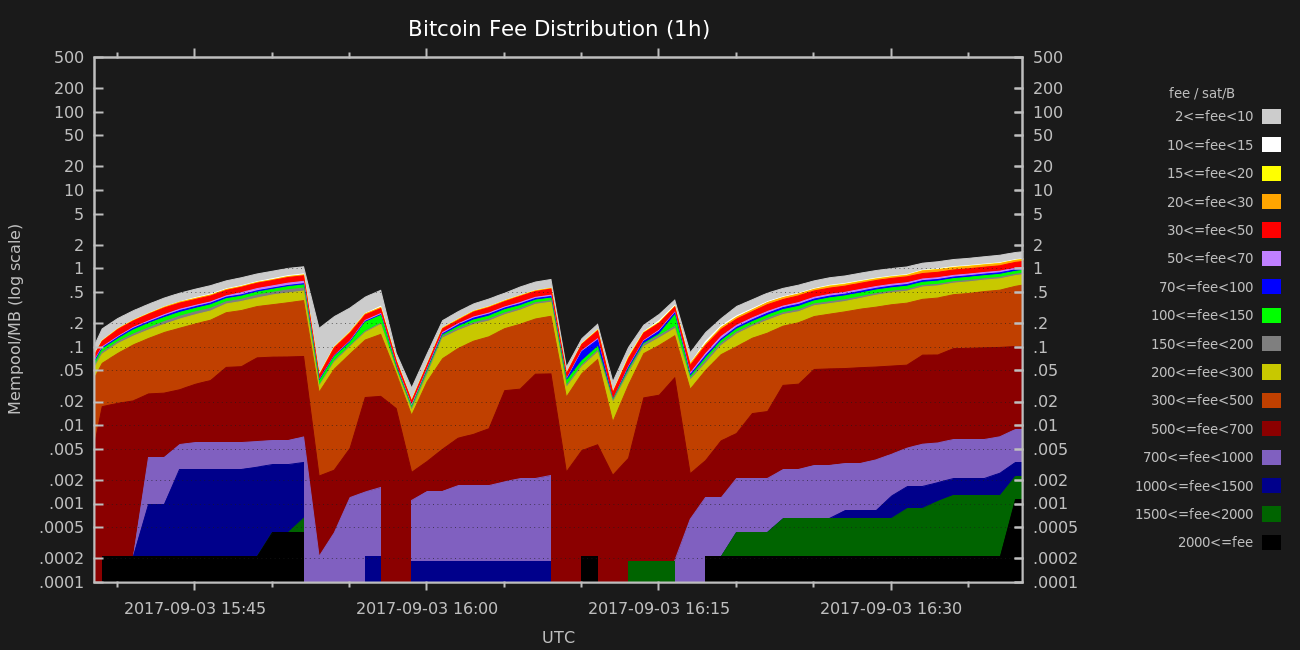 Bitcoin Fee Distribution (1h)
500 500
200 200
100 100
50 50
20 20
10 10
5 5
2 2
1 1
.5 .5
.2 .2
.1 .1
.05 .05
.02 .02
.01 .01
.005 .005
.002 .002
.001 .001
.0005 .0005
.0002 .0002
.0001 .0001
Mempool/MB (log scale)
2017-09-03 15:45 2017-09-03 16:00 2017-09-03 16:15 2017-09-03 16:30
UTC
fee / sat/B
2<=fee<10
10<=fee<15
15<=fee<20
20<=fee<30
30<=fee<50
50<=fee<70
70<=fee<100
100<=fee<150
150<=fee<200
200<=fee<300
300<=fee<500
500<=fee<700
700<=fee<1000
1000<=fee<1500
1500<=fee<2000
2000<=fee